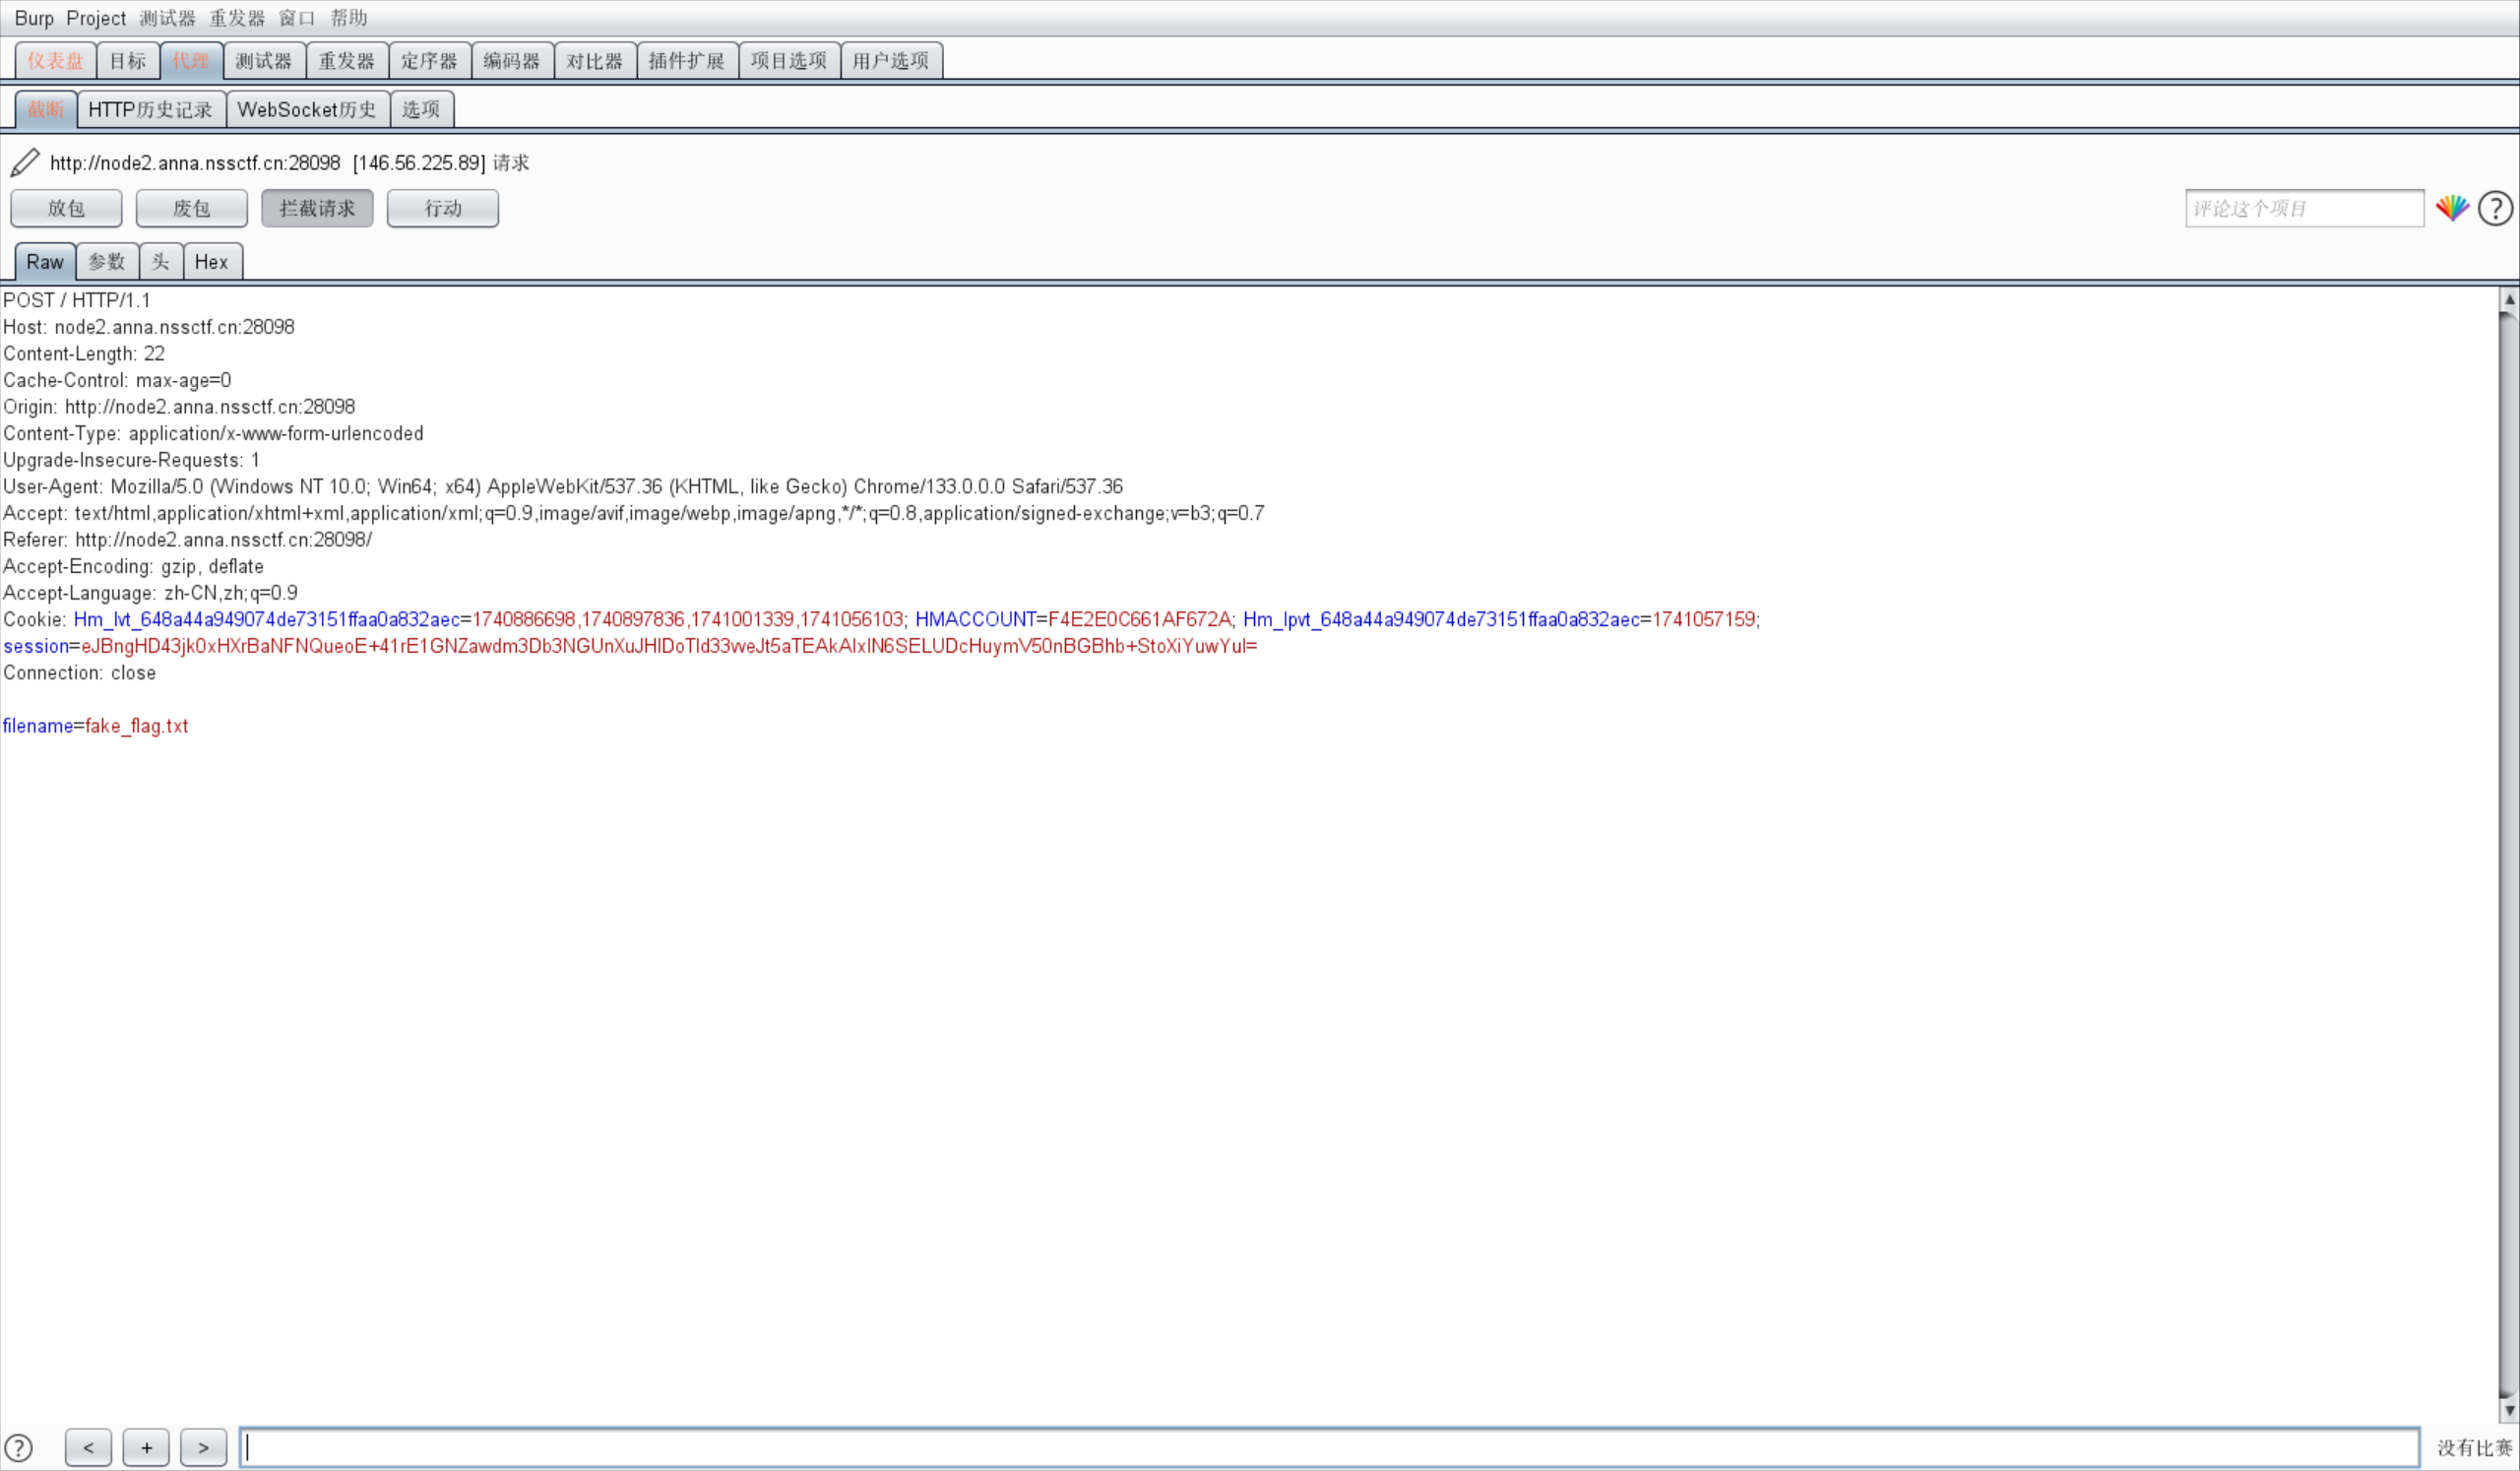 Burp Project 测试器 重发器 窗口 帮助
仪表盘 目标 代理 测试器 重发器 定序器 编码器 对比器 插件扩展 项目选项 用户选项
截断 HTTP历史记录 WebSocket历史 选项
http://node2.anna.nssctf.cn:28098 [146.56.225.89] 请求
放包 废包 拦截请求 行动 评论这个项目 ?
Raw 参数 头 Hex
POST / HTTP/1.1
Host: node2.anna.nssctf.cn:28098
Content-Length: 22
Cache-Control: max-age=0
Origin: http://node2.anna.nssctf.cn:28098
Content-Type: application/x-www-form-urlencoded
Upgrade-Insecure-Requests: 1
User-Agent: Mozilla/5.0 (Windows NT 10.0; Win64; x64) AppleWebKit/537.36 (KHTML, like Gecko) Chrome/133.0.0.0 Safari/537.36
Accept: text/html,application/xhtml+xml,application/xml;q=0.9,image/avif,image/webp,image/apng,*/*;q=0.8,application/signed-exchange;v=b3;q=0.7
Referer: http://node2.anna.nssctf.cn:28098/
Accept-Encoding: gzip, deflate
Accept-Language: zh-CN,zh;q=0.9
Cookie: Hm_lvt_648a44a949074de73151ffaa0a832aec=1740886698,1740897836,1741001339,1741056103; HMACCOUNT=F4E2E0C661AF672A; Hm_lpvt_648a44a949074de73151ffaa0a832aec=1741057159;
session=eJBngHD43jk0xHXrBaNFNQueoE+41rE1GNZawdm3Db3NGUnXuJHIDoTId33weJt5aTEAkAIxIN6SELUDcHuymV50nBGBhb+StoXiYuwYuI=
Connection: close
filename=fake_flag.txt
? < + > 没有比赛